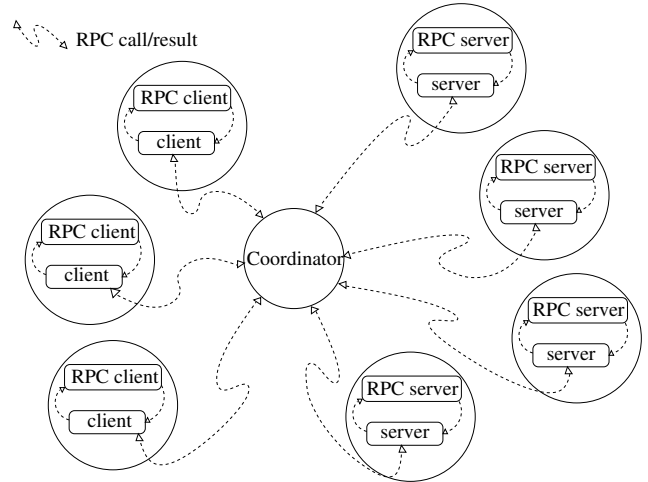 RPC call/result
RPC server
server
RPC client
client
RPC server
server
RPC client
client
Coordinator
RPC server
server
RPC client
client
RPC server
server